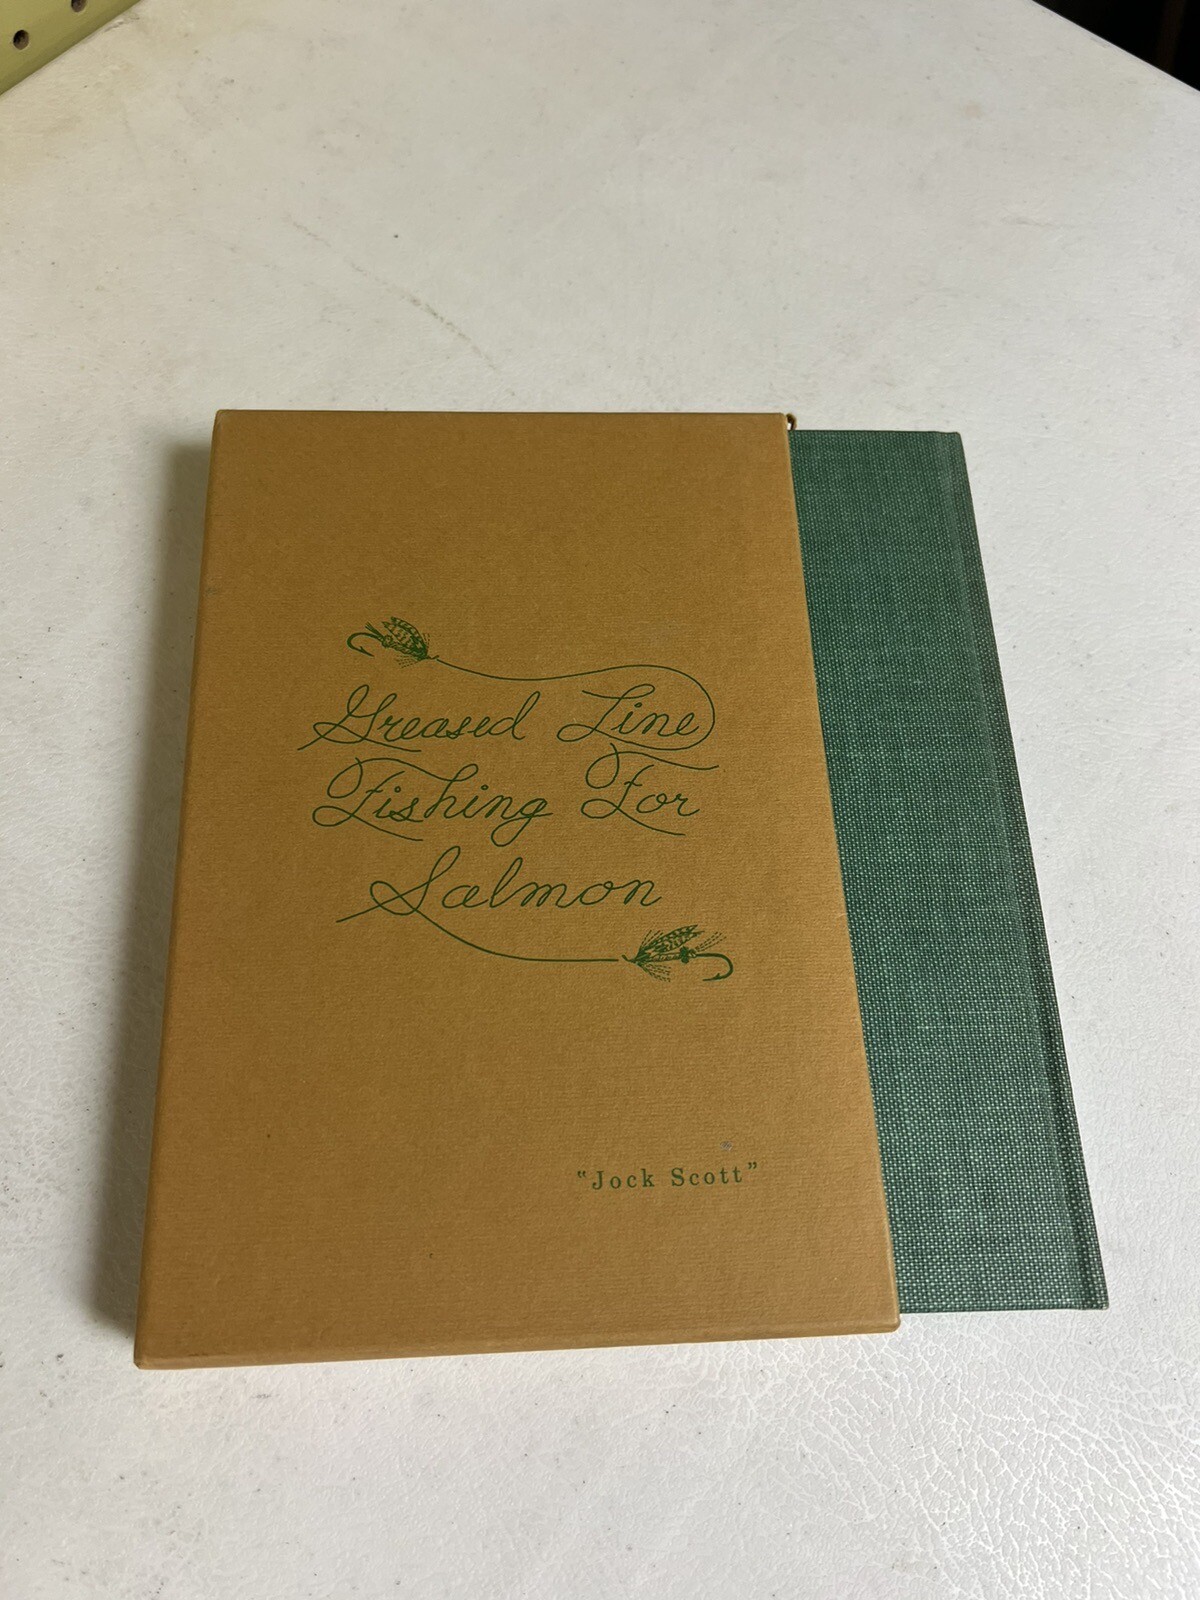 Greased Line
Fishing For
Salmon
"Jock Scott"